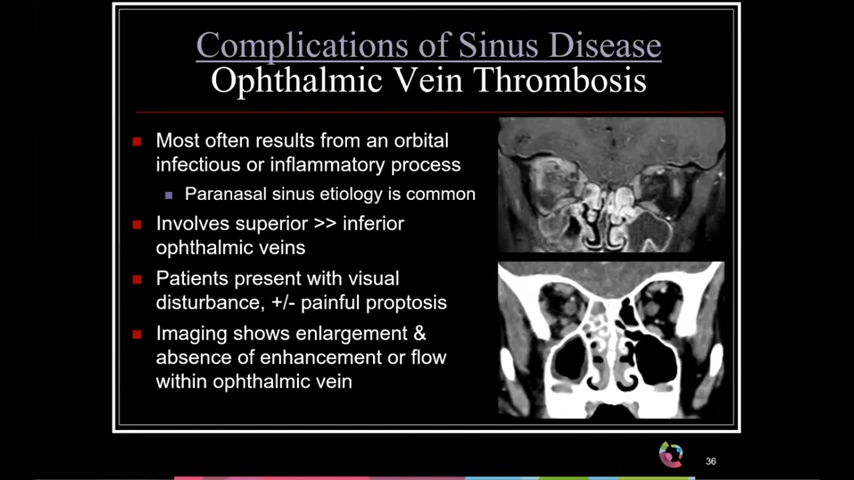 Complications of Sinus Disease
Ophthalmic Vein Thrombosis
Most often results from an orbital
infectious or inflammatory process
Paranasal sinus etiology is common
Involves superior >> inferior
ophthalmic veins
Patients present with visual
disturbance, +/- painful proptosis
Imaging shows enlargement &
absence of enhancement or flow
within ophthalmic vein
36